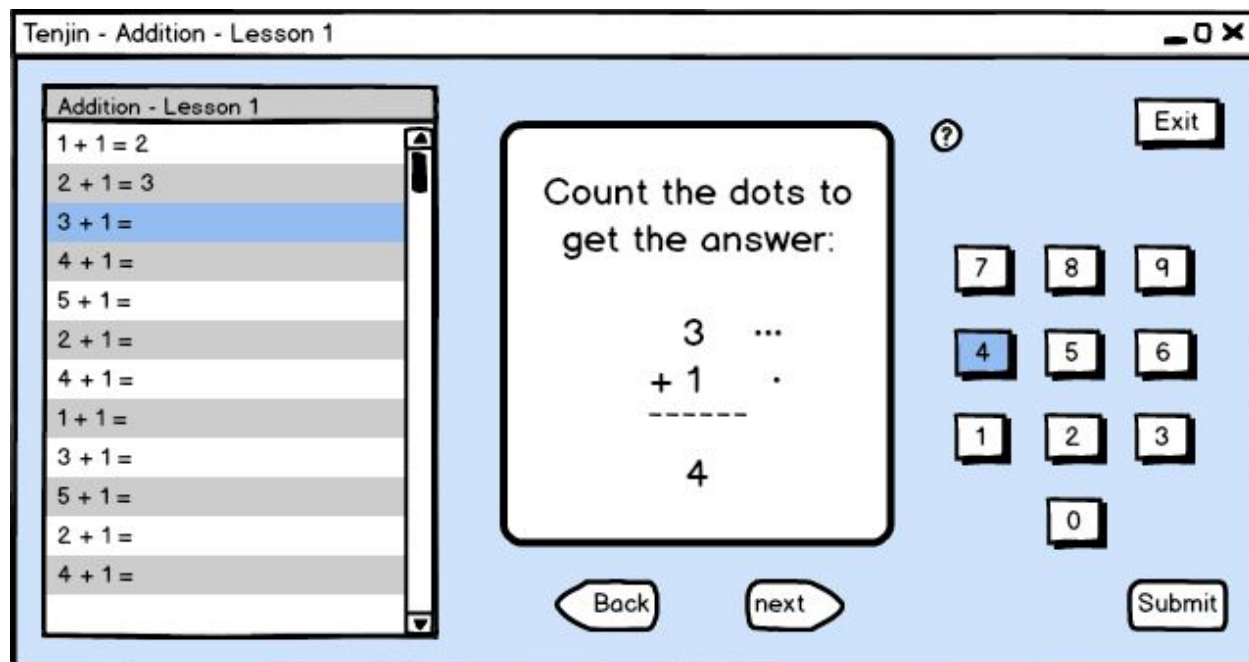 Tenjin - Addition - Lesson 1
Addition - Lesson 1
1 + 1 = 2
2 + 1 = 3
3 + 1 =
4 + 1 =
5 + 1 =
2 + 1 =
4 + 1 =
1 + 1 =
3 + 1 =
5 + 1 =
2 + 1 =
4 + 1 =
Count the dots to
get the answer:
3 ...
+ 1 .
------
4
Back
next
?
Exit
7 8 9
4 5 6
1 2 3
0
Submit